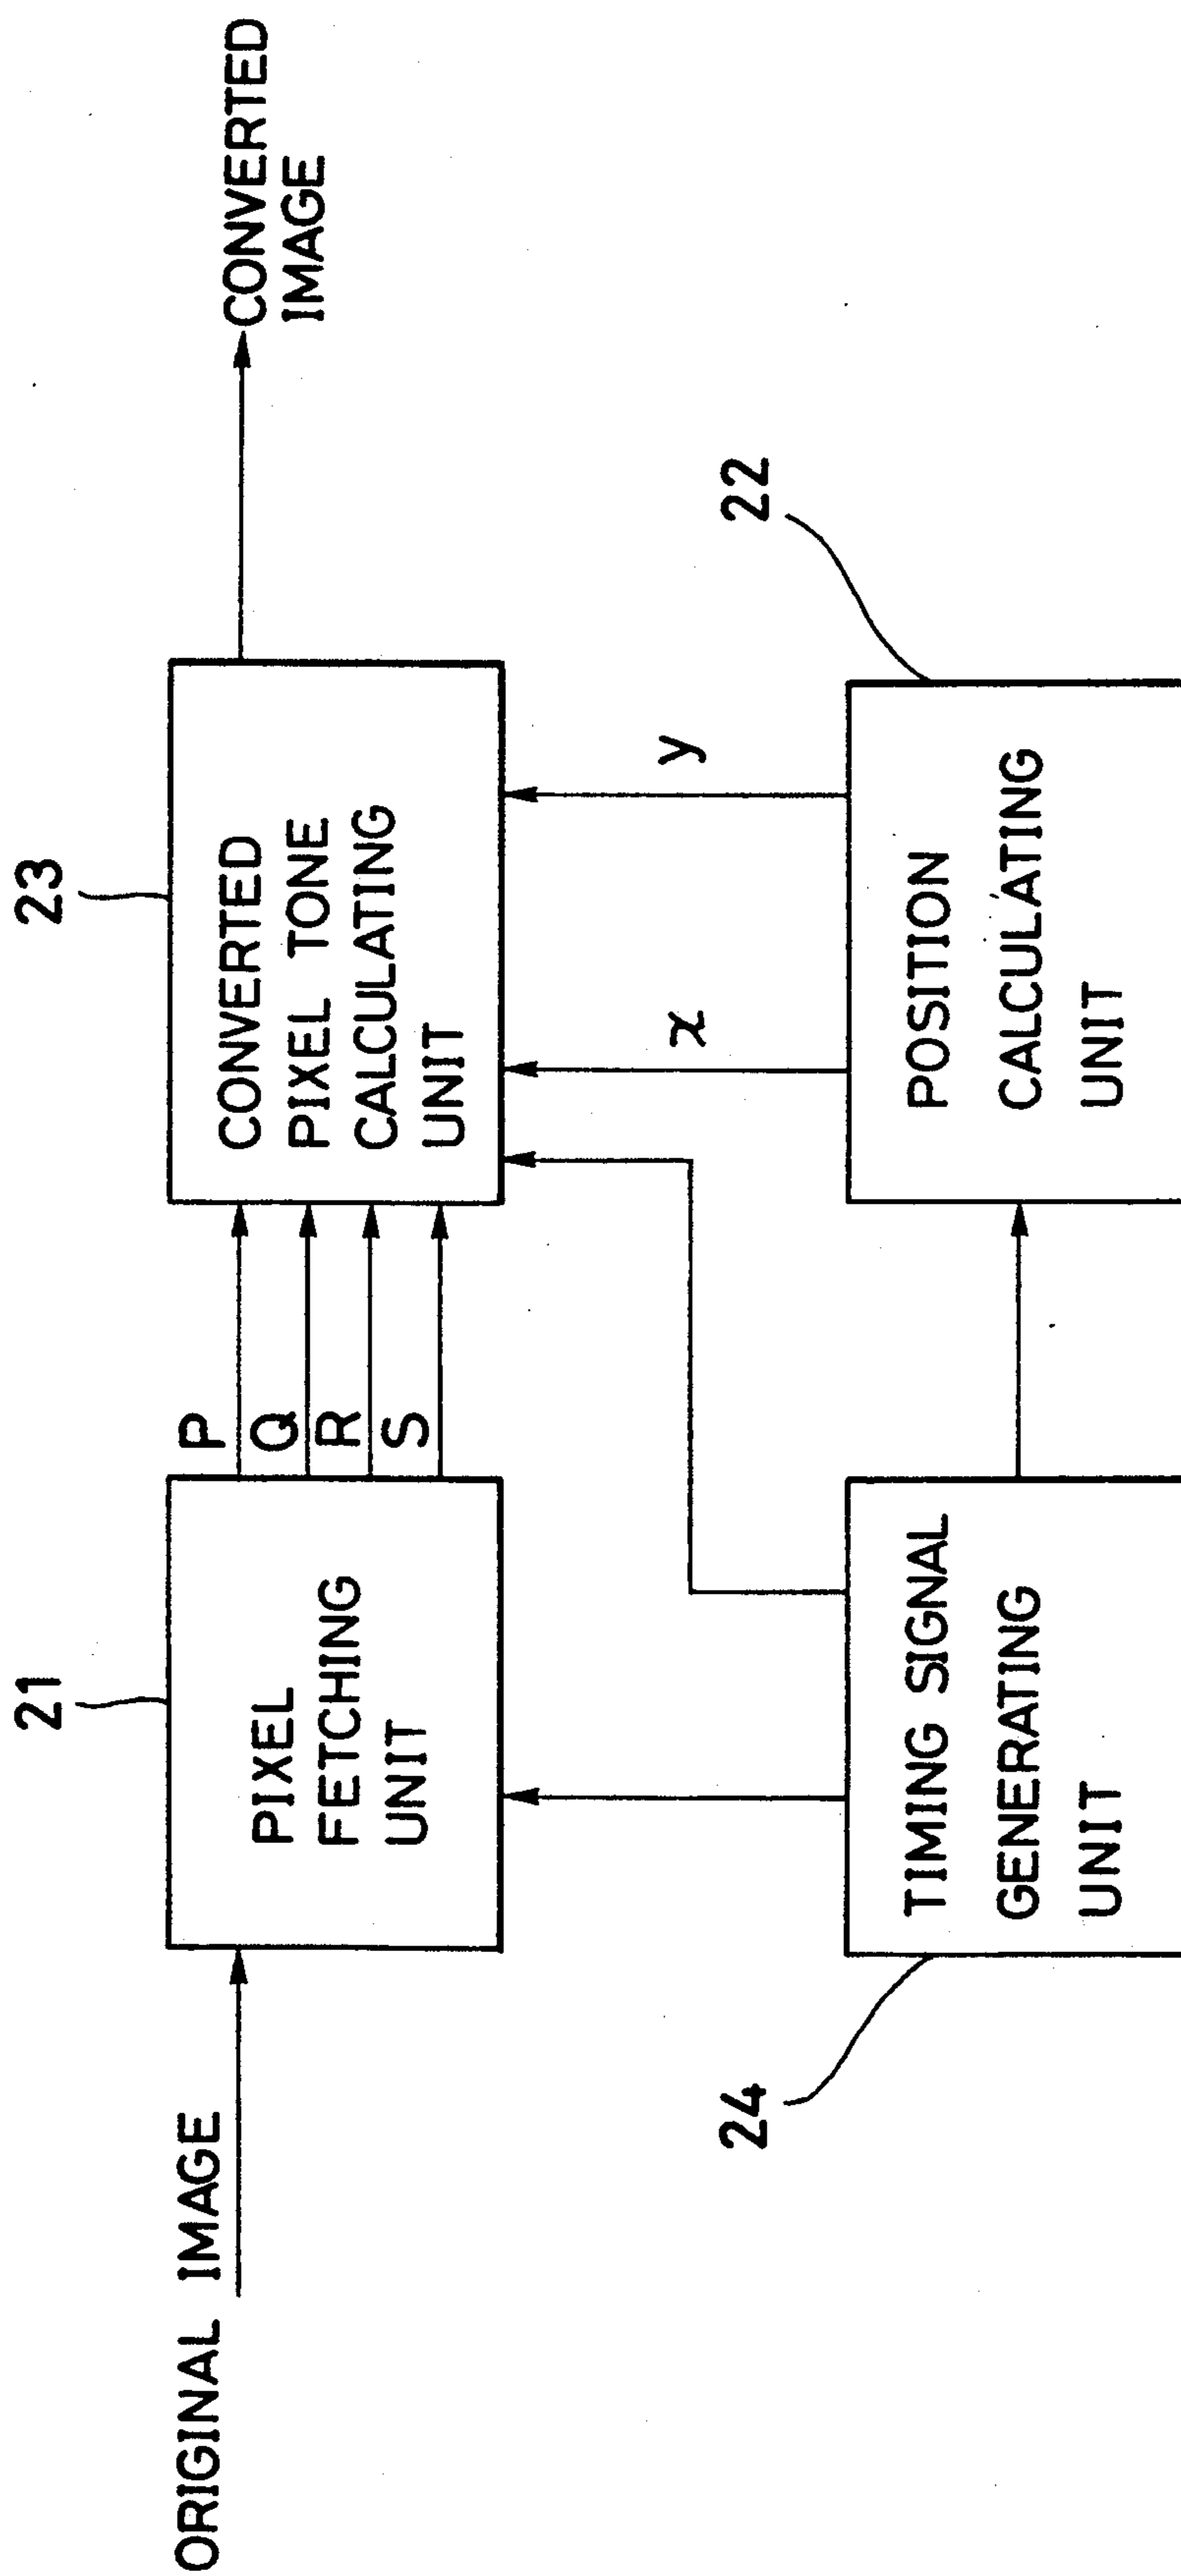 21
23
ORIGINAL IMAGE
PIXEL
FETCHING
UNIT
P
Q
R
S
CONVERTED
PIXEL TONE
CALCULATING
UNIT
CONVERTED
IMAGE
x
y
24
22
TIMING SIGNAL
GENERATING
UNIT
POSITION
CALCULATING
UNIT